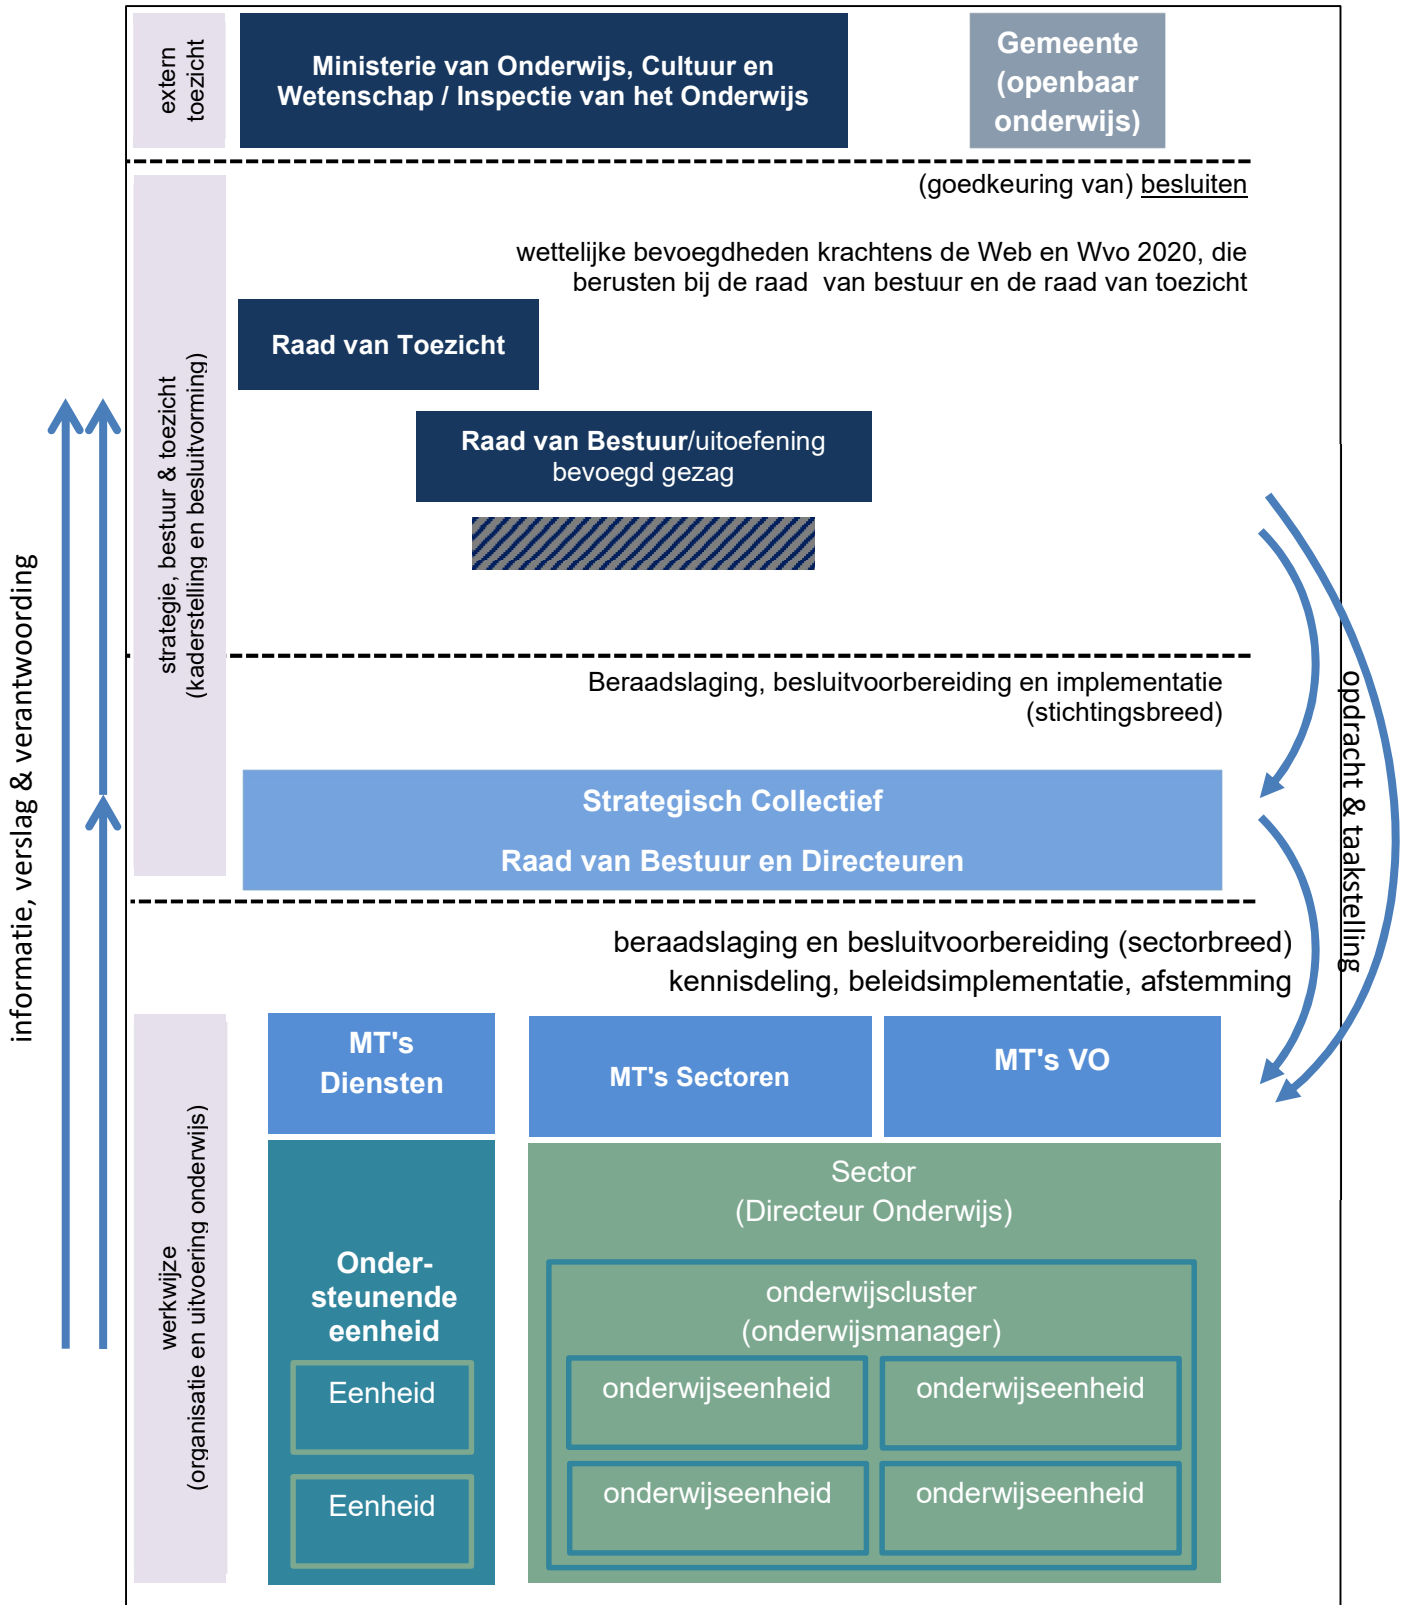 extern
toezicht
Ministerie van Onderwijs, Cultuur en
Wetenschap / Inspectie van het Onderwijs
Gemeente
(openbaar
onderwijs)
(goedkeuring van) besluiten
wettelijke bevoegdheden krachtens de Web en Wvo 2020, die
berusten bij de raad van bestuur en de raad van toezicht
strategie, bestuur & toezicht
(kaderstelling en besluitvorming)
Raad van Toezicht
Raad van Bestuur/uitoefening
bevoegd gezag
informatie, verslag & verantwoording
opdracht & taakstelling
Beraadslaging, besluitvoorbereiding en implementatie
(stichtingsbreed)
Strategisch Collectief
Raad van Bestuur en Directeuren
beraadslaging en besluitvoorbereiding (sectorbreed)
kennisdeling, beleidsimplementatie, afstemming
werkwijze
(organisatie en uitvoering onderwijs)
MT's
Diensten
MT's Sectoren
MT's VO
Onder-
steunende
eenheid
Eenheid
Eenheid
Sector
(Directeur Onderwijs)
onderwijscluster
(onderwijsmanager)
onderwijseenheid
onderwijseenheid
onderwijseenheid
onderwijseenheid